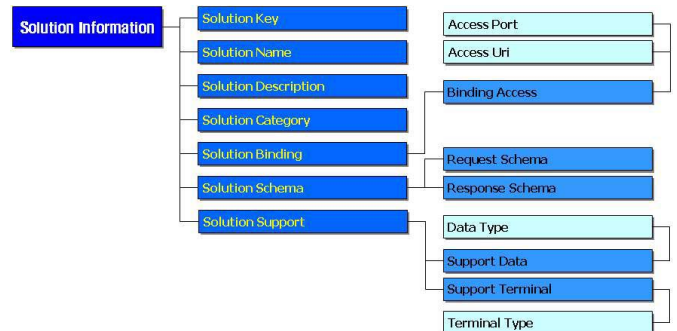 Solution Information
Solution Key
Solution Name
Solution Description
Solution Category
Solution Binding
Solution Schema
Solution Support
Access Port
Access Uri
Binding Access
Request Schema
Response Schema
Data Type
Support Data
Support Terminal
Terminal Type